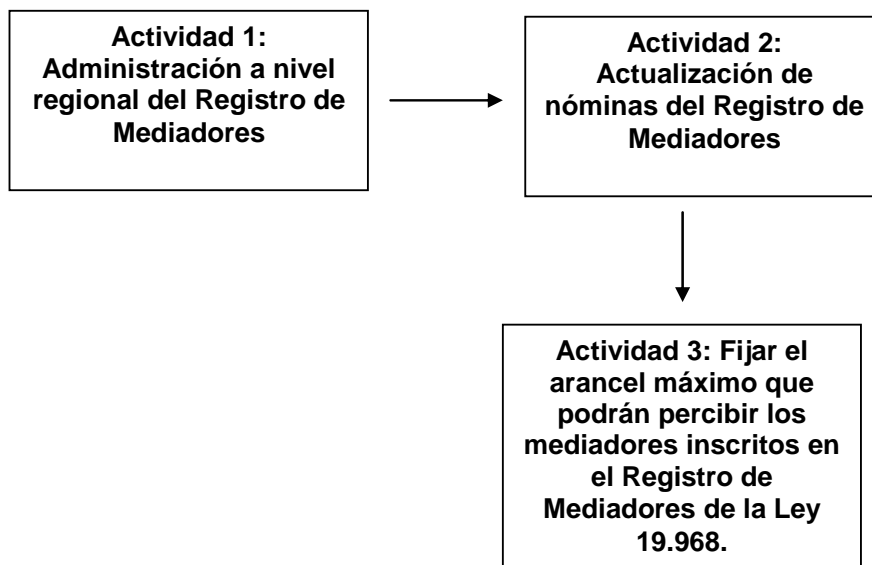 Actividad 1:
Administración a nivel
regional del Registro de
Mediadores
Actividad 2:
Actualización de
nóminas del Registro de
Mediadores
Actividad 3: Fijar el
arancel máximo que
podrán percibir los
mediadores inscritos en
el Registro de
Mediadores de la Ley
19.968.